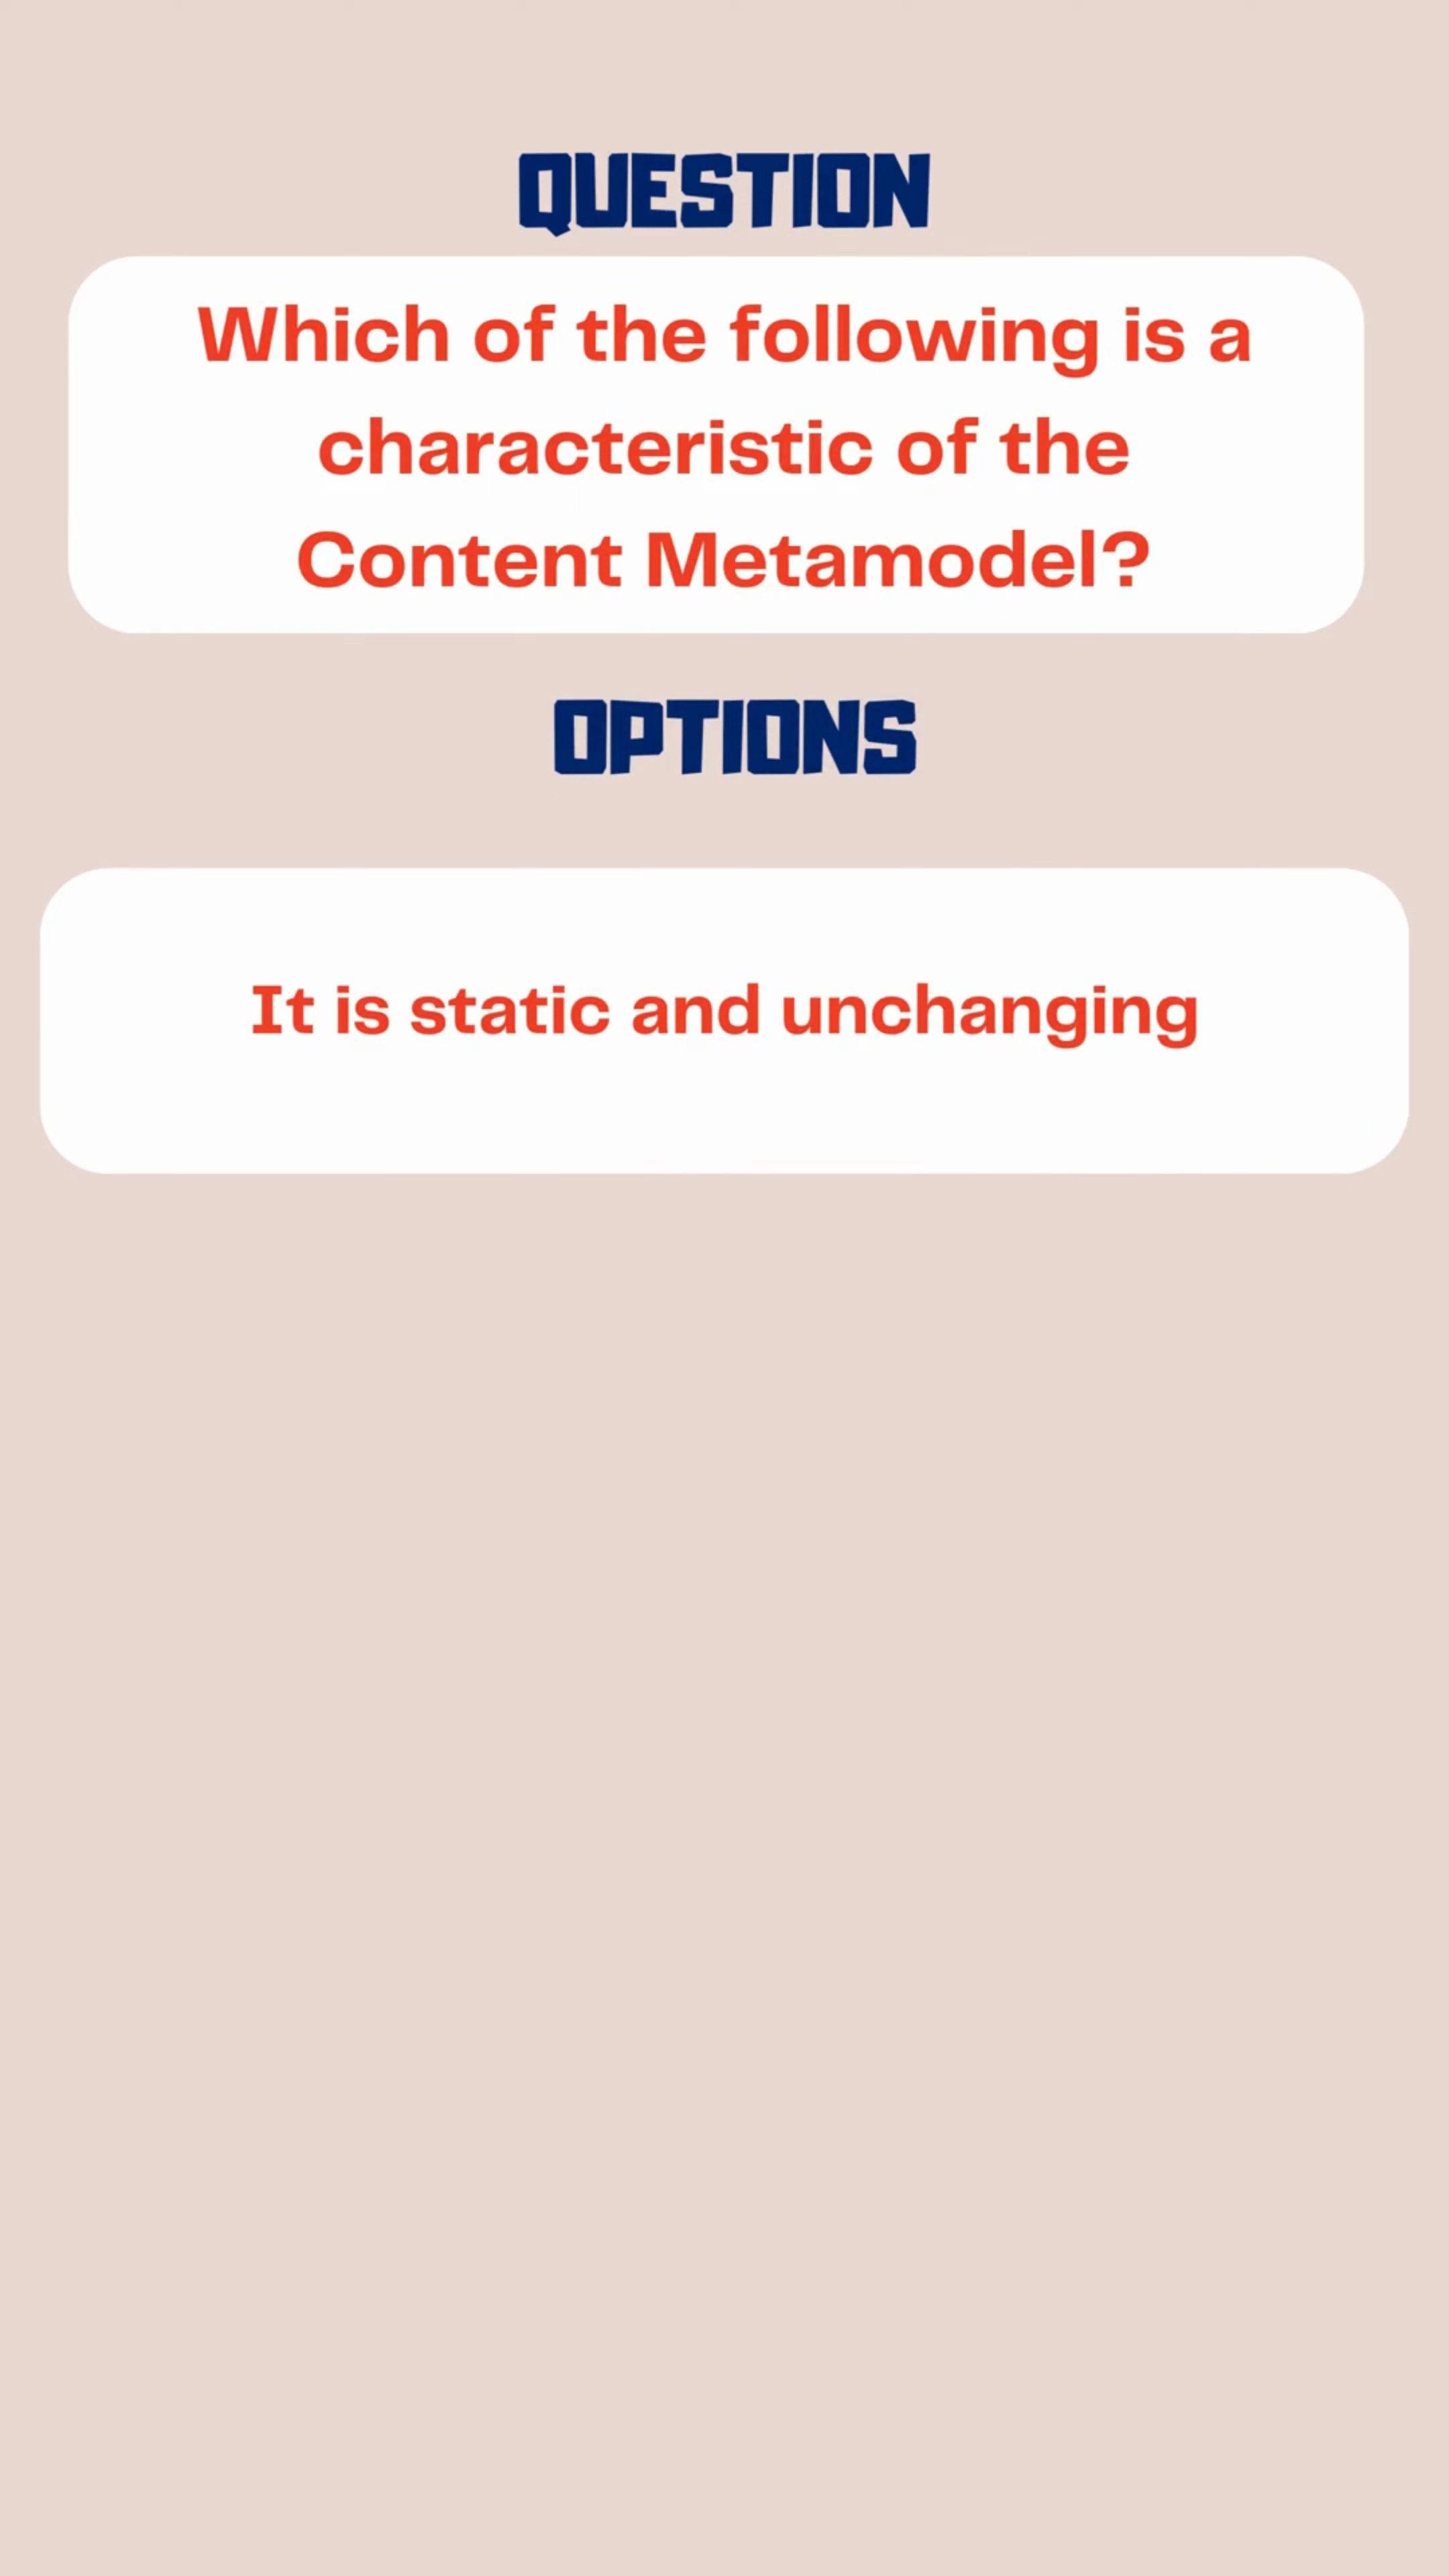 QUESTION
Which of the following is a
characteristic of the
Content Metamodel?
OPTIONS
It is static and unchanging